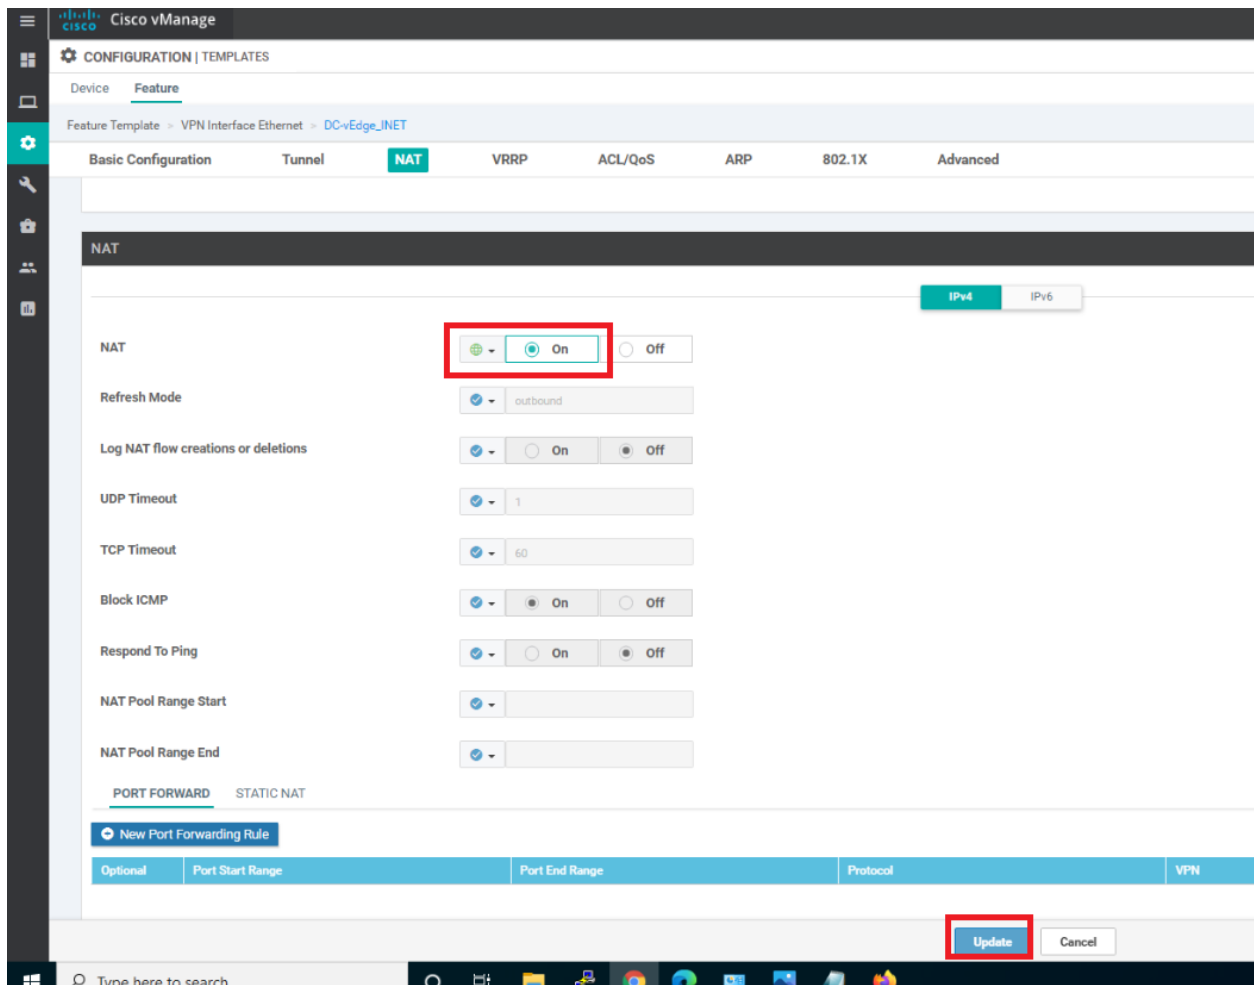 cisco Cisco vManage
CONFIGURATION | TEMPLATES
Device Feature
Feature Template > VPN Interface Ethernet > DC-vEdge_INET
Basic Configuration Tunnel NAT VRRP ACL/QoS ARP 802.1X Advanced
NAT
IPv4 IPv6
NAT On Off
Refresh Mode outbound
Log NAT flow creations or deletions On Off
UDP Timeout 1
TCP Timeout 60
Block ICMP On Off
Respond To Ping On Off
NAT Pool Range Start
NAT Pool Range End
PORT FORWARD STATIC NAT
New Port Forwarding Rule
Optional Port Start Range Port End Range Protocol VPN
Update Cancel
Type here to search